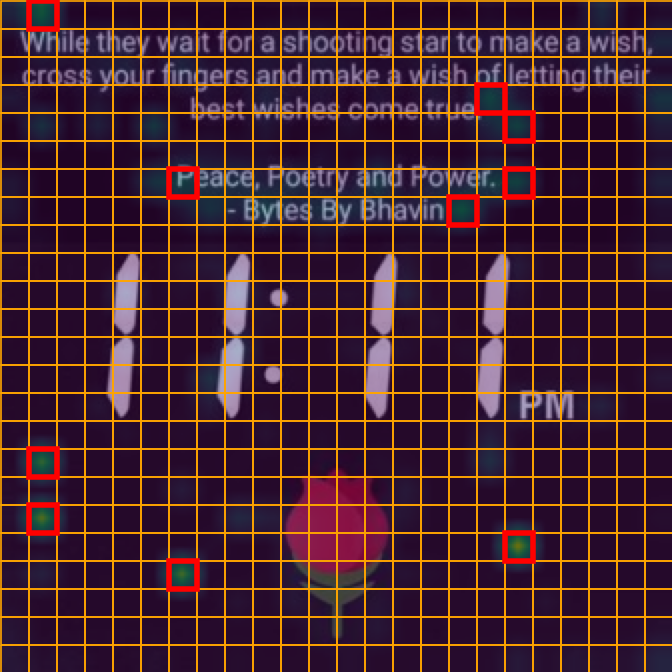 While they wait for a shooting star to make a wish,
cross your fingers and make a wish of letting their
best wishes come true.
Peace, Poetry and Power.
- Bytes By Bhavin
11:11 PM